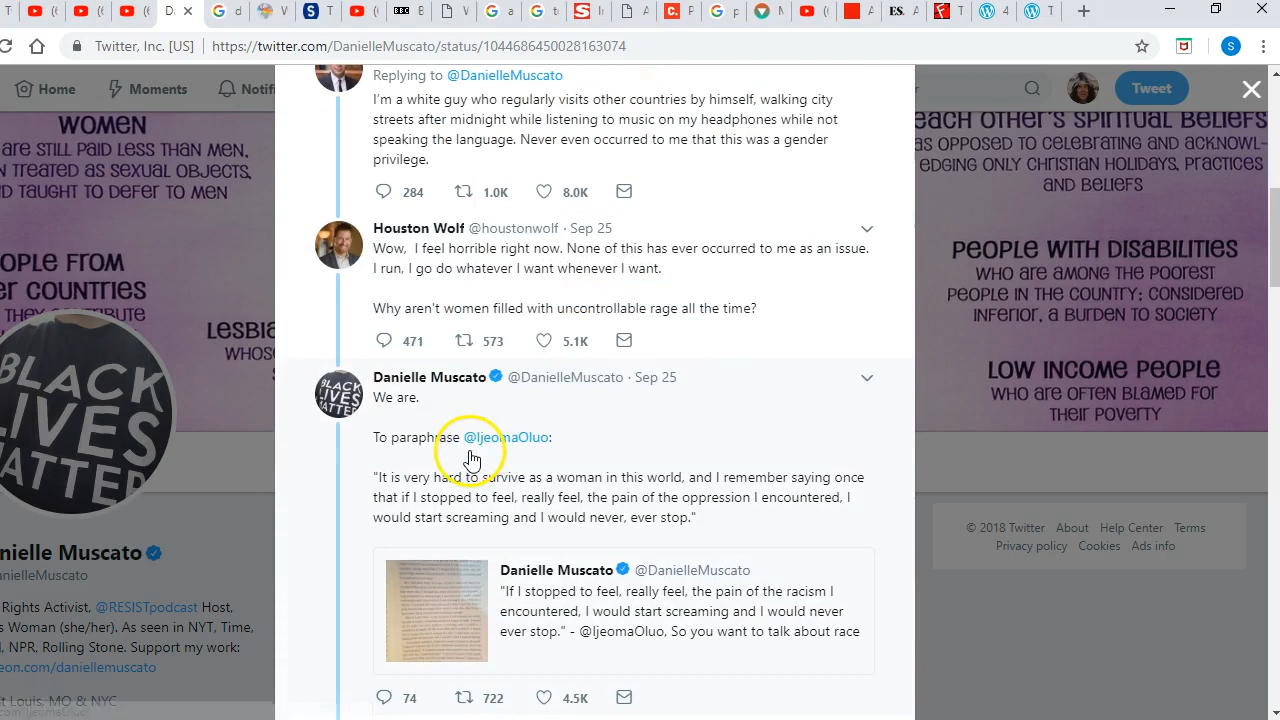 Twitter, Inc. [US] | https://twitter.com/DanielleMuscato/status/1044686450028163074
Home Moments Notifi
Tweet
Replying to @DanielleMuscato
I'm a white guy who regularly visits other countries by himself, walking city
streets after midnight while listening to music on my headphones while not
speaking the language. Never even occurred to me that this was a gender
privilege.
284 1.0K 8.0K
Houston Wolf @houstonwolf · Sep 25
Wow, I feel horrible right now. None of this has ever occurred to me as an issue.
I run, I go do whatever I want whenever I want.
Why aren't women filled with uncontrollable rage all the time?
471 573 5.1K
Danielle Muscato @DanielleMuscato · Sep 25
We are.
To paraphrase @IjeomaOluo:
"It is very hard to survive as a woman in this world, and I remember saying once
that if I stopped to feel, really feel, the pain of the oppression I encountered, I
would start screaming and I would never, ever stop."
Danielle Muscato @DanielleMuscato
"If I stopped to feel, really feel, the pain of the racism I
encountered, I would start screaming and I would never
ever stop." - @IjeomaOluo, So you want to talk about race
74 722 4.5K
WOMEN
ARE STILL PAID LESS THAN MEN,
N TREATED AS SEXUAL OBJECTS,
ND TAUGHT TO DEFER TO MEN
OPLE FROM
ER COUNTRIES
THEY CONTRIBUTE
LESBIA
WHOS
BLACK
LIVES
MATTER
Danielle Muscato
anielleMuscato
Rights Activist, @RESISTpodcast Host,
s Woman (she/her). As seen in NYT, Time,
, NPR, Rolling Stone. Support my work:
eon.com/daniellemuscato
t Louis, MO & NYC
EACH OTHER'S SPIRITUAL BELIEFS
AS OPPOSED TO CELEBRATING AND ACKNOWL-
EDGING ONLY CHRISTIAN HOLIDAYS, PRACTICES
AND BELIEFS
PEOPLE WITH DISABILITIES
WHO ARE AMONG THE POOREST
PEOPLE IN THE COUNTRY; CONSIDERED
INFERIOR, A BURDEN TO SOCIETY
LOW INCOME PEOPLE
WHO ARE OFTEN BLAMED FOR
THEIR POVERTY
© 2018 Twitter About Help Center Terms
Privacy policy Cookies Ads info